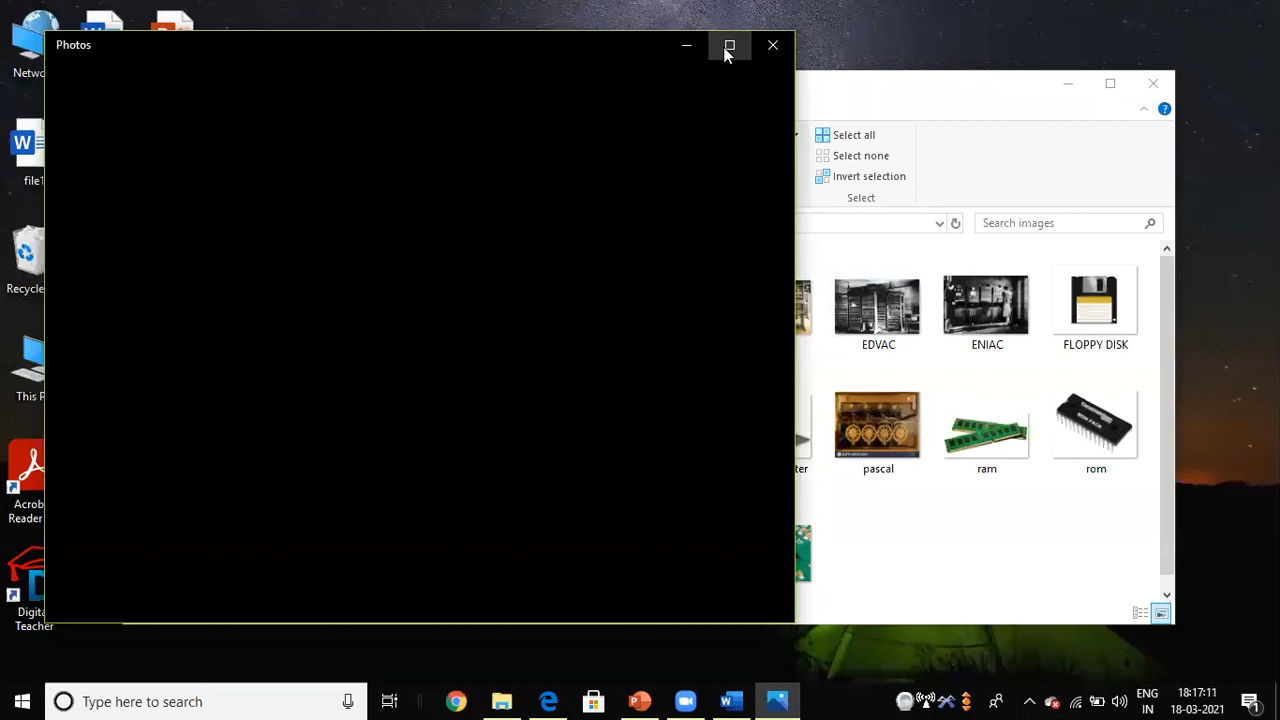 Photos
Netwo
W
file1
Recycle
This P
Acrob
Reader
Digita
Teacher
Select all
Select none
Invert selection
Select
Search images
EDVAC
ENIAC
FLOPPY DISK
ter
pascal
ram
rom
Type here to search
ENG
IN
18:17:11
18-03-2021
1